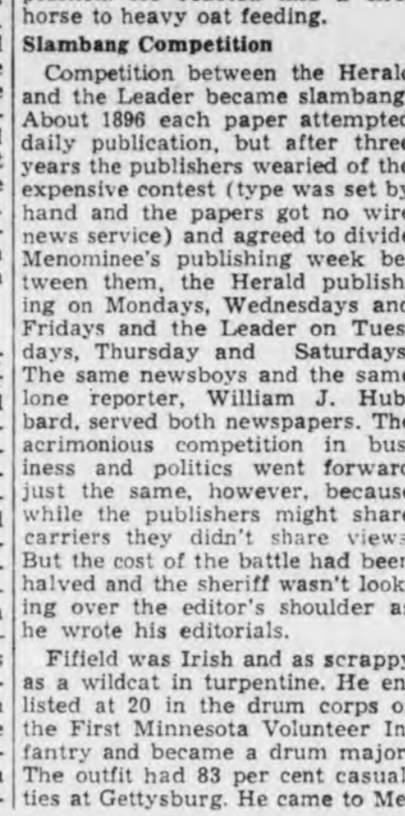 horse to heavy oat feeding.
Slambang Competition
Competition between the Herald
and the Leader became slambang.
About 1896 each paper attempted
daily publication, but after three
years the publishers wearied of the
expensive contest (type was set by
hand and the papers got no wire
news service) and agreed to divide
Menominee's publishing week be-
tween them, the Herald publish-
ing on Mondays, Wednesdays and
Fridays and the Leader on Tues-
days, Thursday and Saturdays.
The same newsboys and the same
lone reporter, William J. Hub-
bard, served both newspapers. The
acrimonious competition in bus-
iness and politics went forward
just the same, however, because
while the publishers might share
carriers they didn't share views.
But the cost of the battle had been
halved and the sheriff wasn't look-
ing over the editor's shoulder as
he wrote his editorials.
Fifield was Irish and as scrappy
as a wildcat in turpentine. He en-
listed at 20 in the drum corps of
the First Minnesota Volunteer In-
fantry and became a drum major.
The outfit had 83 per cent casual-
ties at Gettysburg. He came to Me-